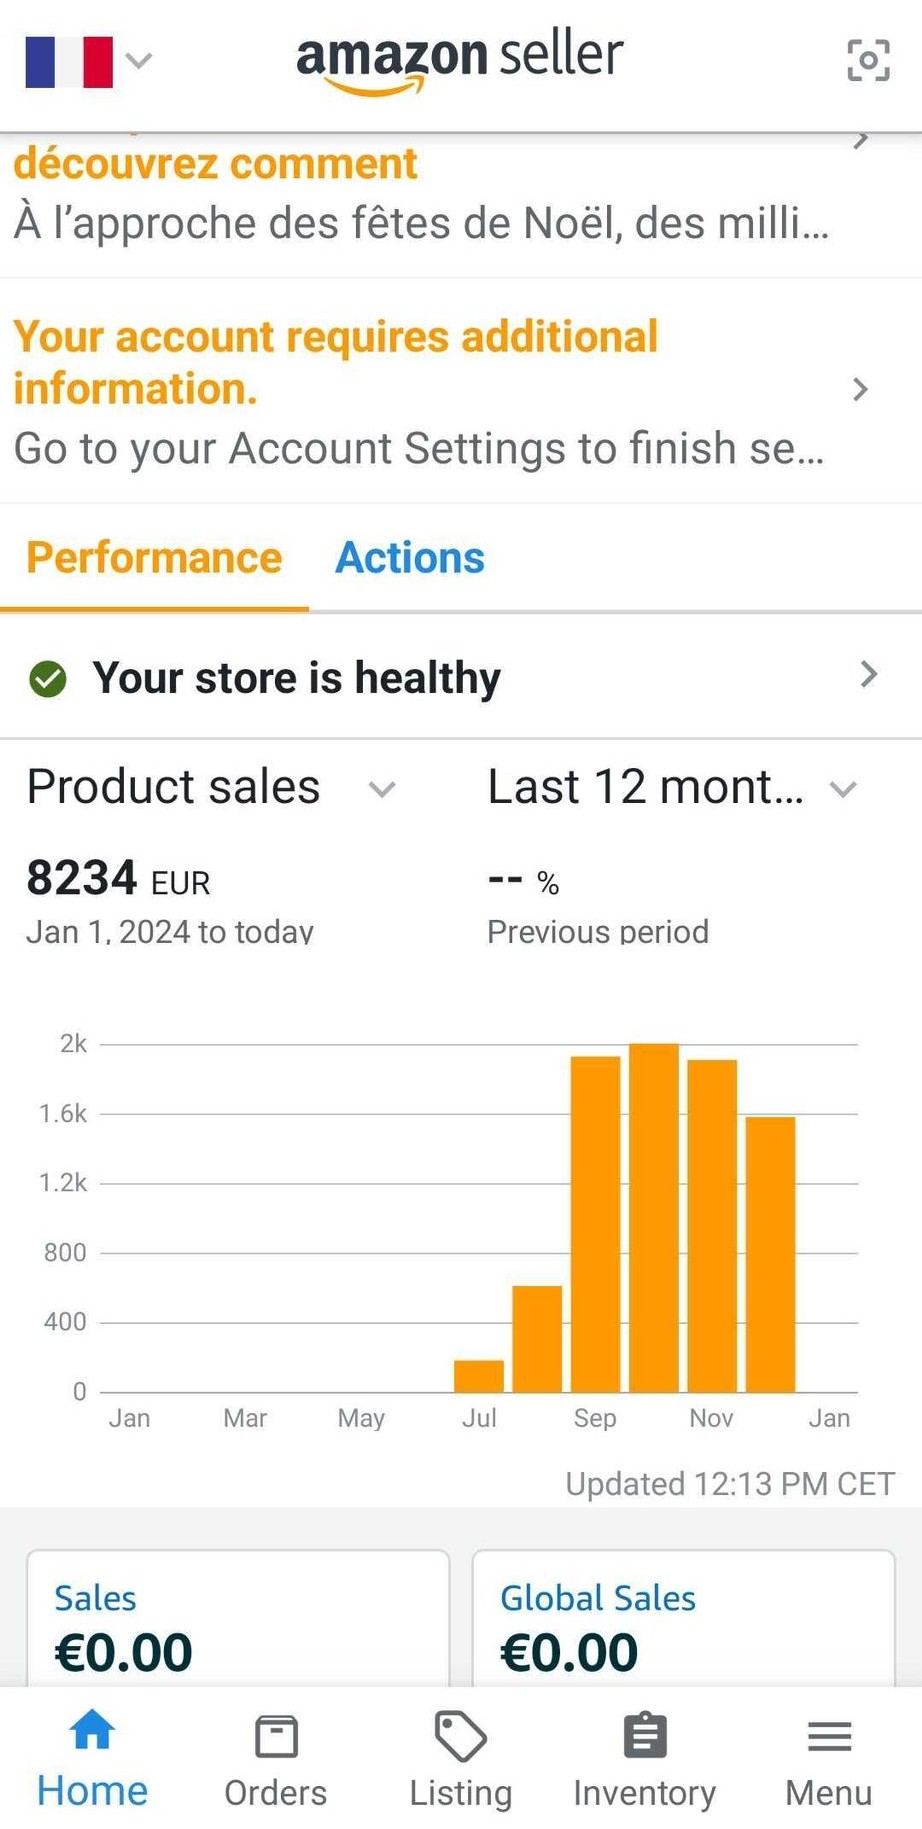 amazon seller
découvrez comment
À l’approche des fêtes de Noël, des milli...
Your account requires additional
information.
Go to your Account Settings to finish se...
Performance Actions
Your store is healthy
Product sales Last 12 mont...
8234 EUR -- %
Jan 1, 2024 to today Previous period
2k
1.6k
1.2k
800
400
0
Jan Mar May Jul Sep Nov Jan
Updated 12:13 PM CET
Sales Global Sales
€0.00 €0.00
Home Orders Listing Inventory Menu